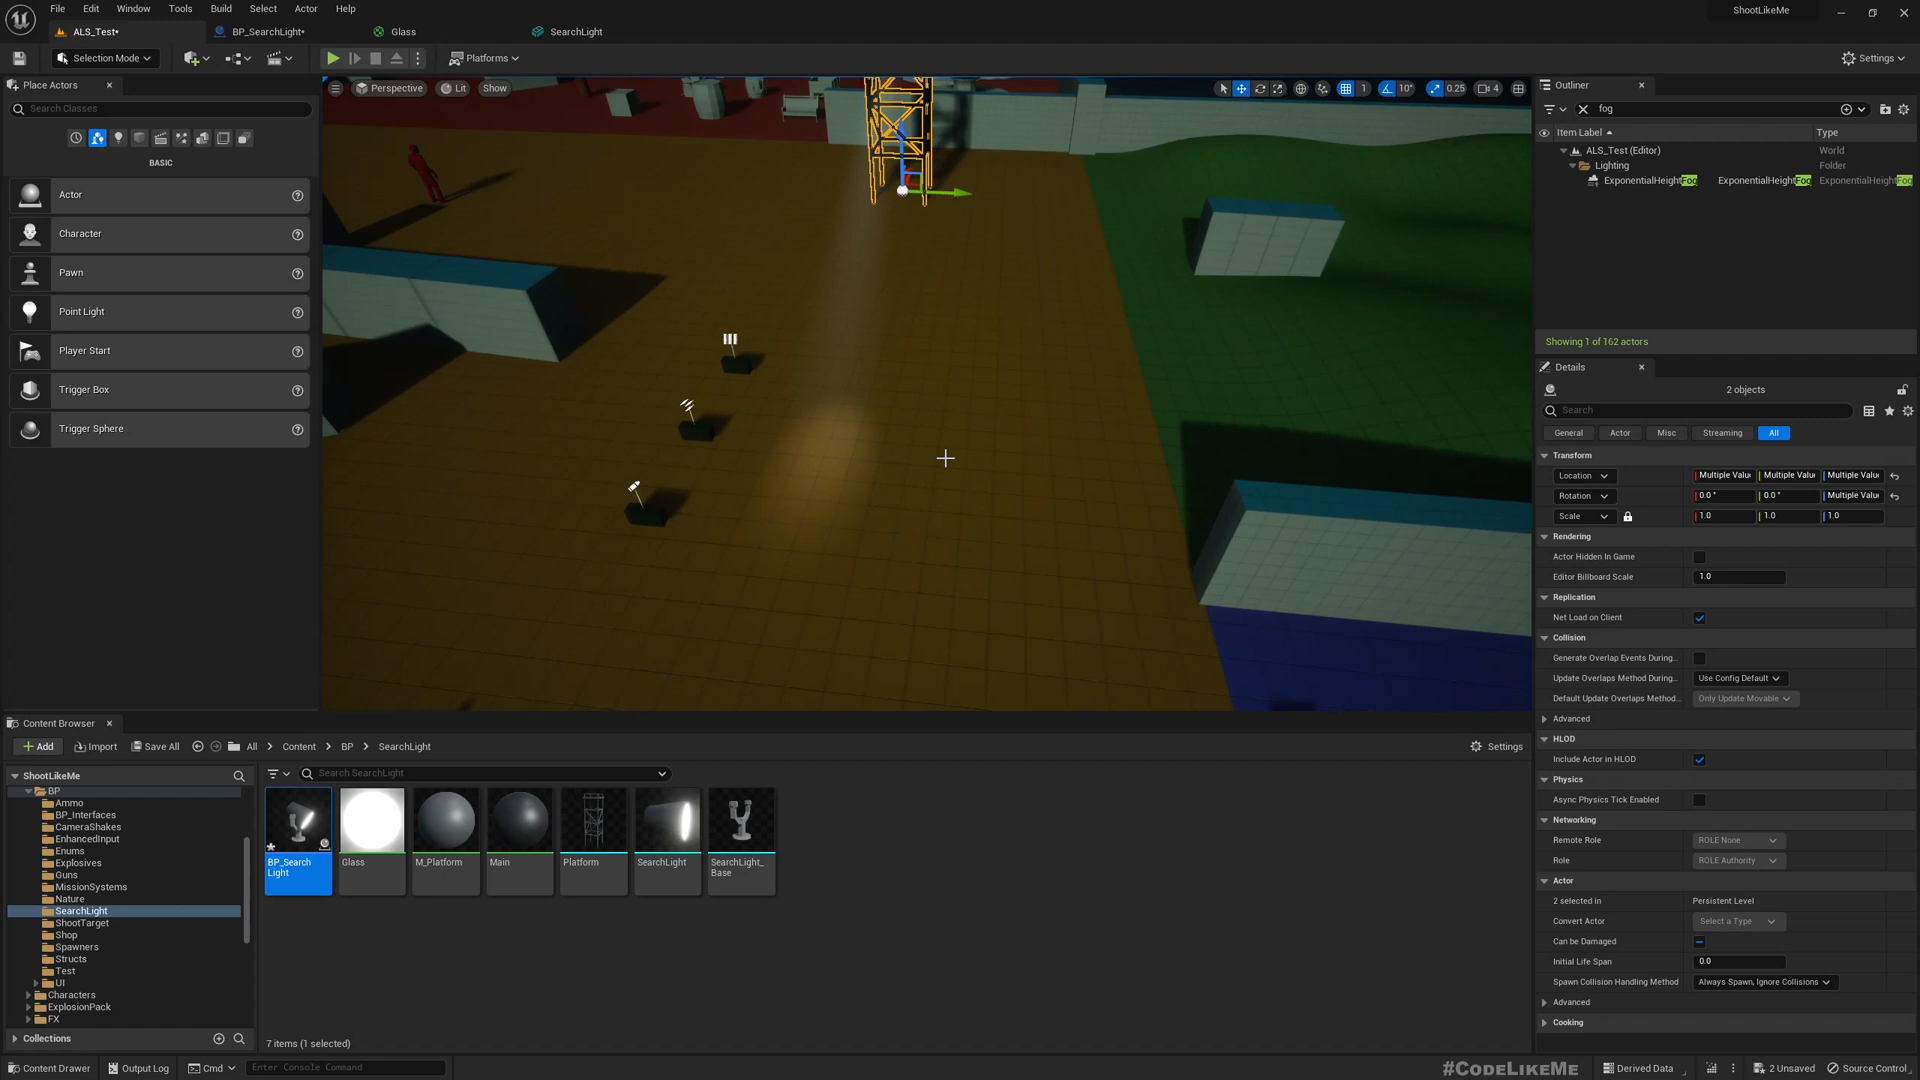 File Edit Window Tools Build Select Actor Help
ShootLikeMe
ALS_Test* BP_SearchLight* Glass SearchLight
Selection Mode Platforms Settings
Place Actors
Search Classes
BASIC
Actor
Character
Pawn
Point Light
Player Start
Trigger Box
Trigger Sphere
Perspective Lit Show
1 10° 0.25 4
Outliner
fog
Item Label Type
ALS_Test (Editor) World
Lighting Folder
ExponentialHeightFog ExponentialHeightFog ExponentialHeightFog
Showing 1 of 162 actors
Details
2 objects
Search
General Actor Misc Streaming All
Transform
Location Multiple Valu Multiple Valu Multiple Valu
Rotation 0.0 ° 0.0 ° Multiple Valu
Scale 1.0 1.0 1.0
Rendering
Actor Hidden In Game
Editor Billboard Scale 1.0
Replication
Net Load on Client
Collision
Generate Overlap Events During...
Update Overlaps Method During... Use Config Default
Default Update Overlaps Method... Only Update Movable
Advanced
HLOD
Include Actor in HLOD
Physics
Async Physics Tick Enabled
Networking
Remote Role ROLE None
Role ROLE Authority
Actor
2 selected in Persistent Level
Convert Actor Select a Type
Can be Damaged
Initial Life Span 0.0
Spawn Collision Handling Method Always Spawn, Ignore Collisions
Advanced
Cooking
Content Browser
Add Import Save All All Content BP SearchLight Settings
ShootLikeMe
Search SearchLight
BP
Ammo
BP_Interfaces
CameraShakes
EnhancedInput
Enums
Explosives
Guns
MissionSystems
Nature
SearchLight
ShootTarget
Shop
Spawners
Structs
Test
UI
Characters
ExplosionPack
FX
Collections
BP_Search Glass M_Platform Main Platform SearchLight SearchLight_
Light Base
7 items (1 selected)
Content Drawer Output Log Cmd Enter Console Command
#CODELIKEME
Derived Data 2 Unsaved Source Control